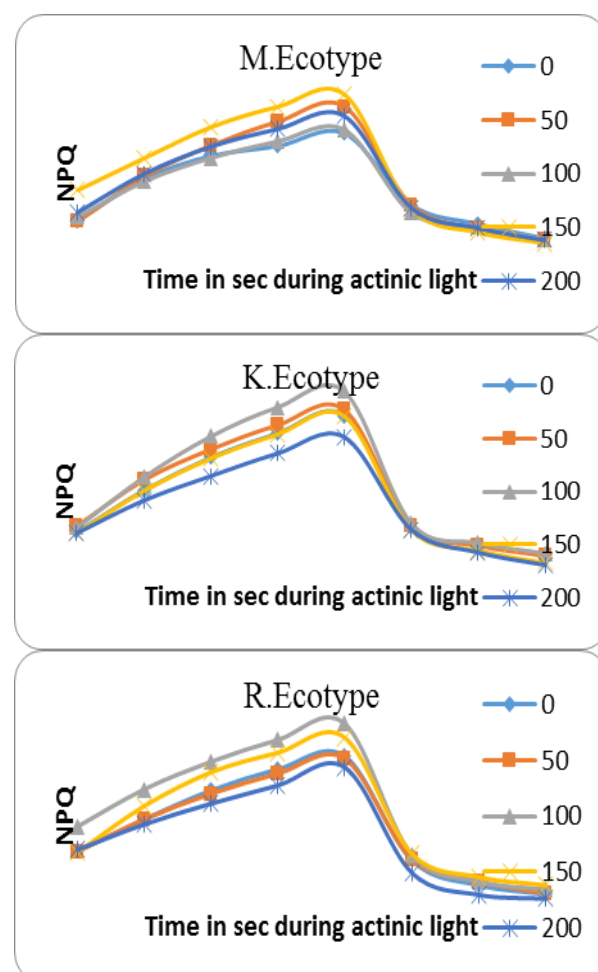 M.Ecotype
0
50
100
NPQ
150
Time in sec during actinic light
200
K.Ecotype
0
50
100
NPQ
150
Time in sec during actinic light
200
R.Ecotype
0
50
100
NPQ
150
Time in sec during actinic light
200